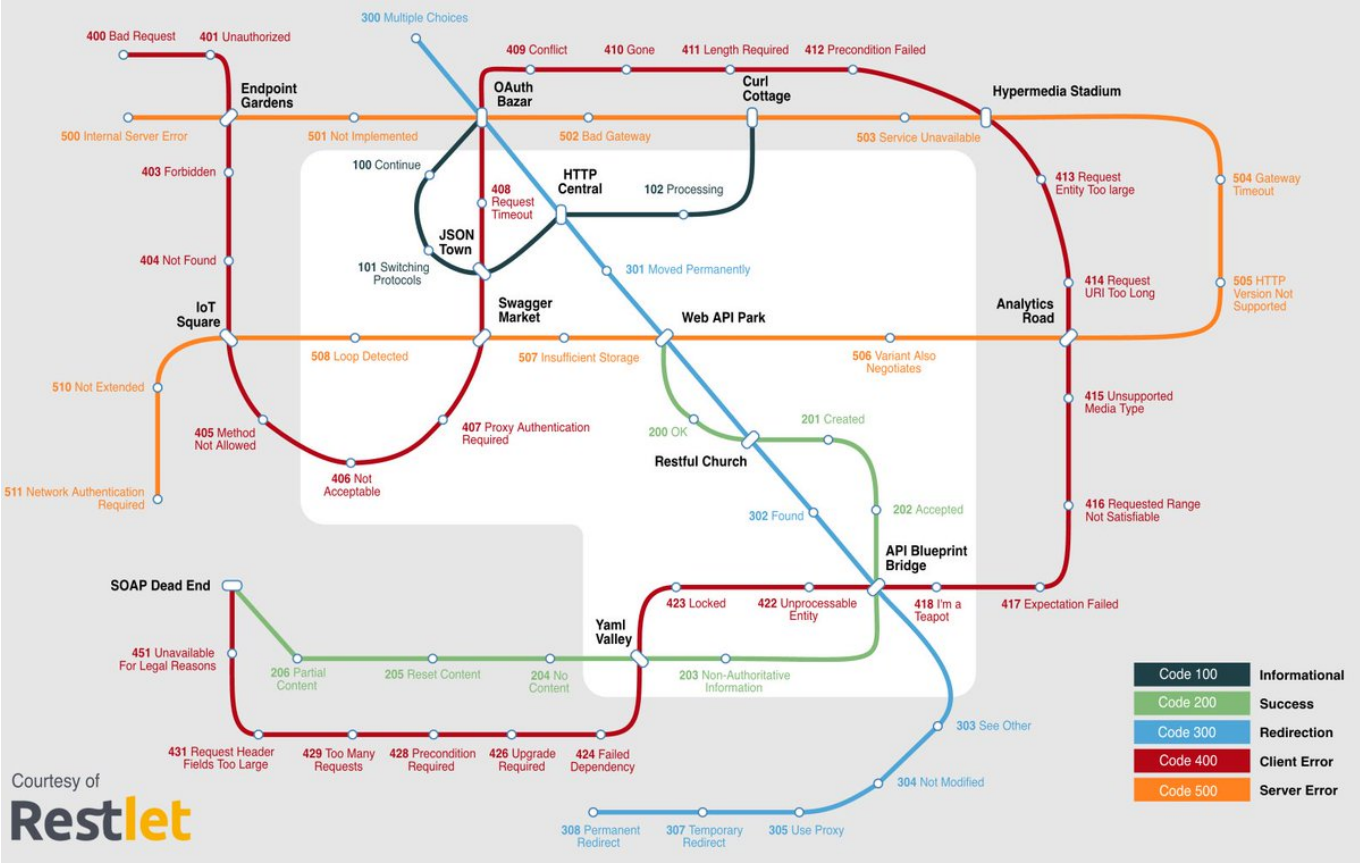 300 Multiple Choices
400 Bad Request
401 Unauthorized
409 Conflict
410 Gone
411 Length Required
412 Precondition Failed
Endpoint
Gardens
OAuth
Bazar
Curl
Cottage
Hypermedia Stadium
500 Internal Server Error
501 Not Implemented
502 Bad Gateway
503 Service Unavailable
100 Continue
403 Forbidden
HTTP
Central
408
Request
Timeout
102 Processing
413 Request
Entity Too large
504 Gateway
Timeout
JSON
Town
101 Switching
Protocols
404 Not Found
301 Moved Permanently
414 Request
URI Too Long
505 HTTP
Version Not
Supported
IoT
Square
Swagger
Market
Web API Park
Analytics
Road
508 Loop Detected
507 Insufficient Storage
506 Variant Also
Negotiates
510 Not Extended
405 Method
Not Allowed
407 Proxy Authentication
Required
200 OK
201 Created
415 Unsupported
Media Type
Restful Church
406 Not
Acceptable
511 Network Authentication
Required
302 Found
202 Accepted
416 Requested Range
Not Satisfiable
API Blueprint
Bridge
SOAP Dead End
423 Locked
422 Unprocessable
Entity
418 I'm a
Teapot
417 Expectation Failed
Yaml
Valley
451 Unavailable
For Legal Reasons
206 Partial
Content
205 Reset Content
204 No
Content
203 Non-Authoritative
Information
431 Request Header
Fields Too Large
429 Too Many
Requests
428 Precondition
Required
426 Upgrade
Required
424 Failed
Dependency
303 See Other
304 Not Modified
308 Permanent
Redirect
307 Temporary
Redirect
305 Use Proxy
Code 100 Informational
Code 200 Success
Code 300 Redirection
Code 400 Client Error
Code 500 Server Error
Courtesy of
Restlet